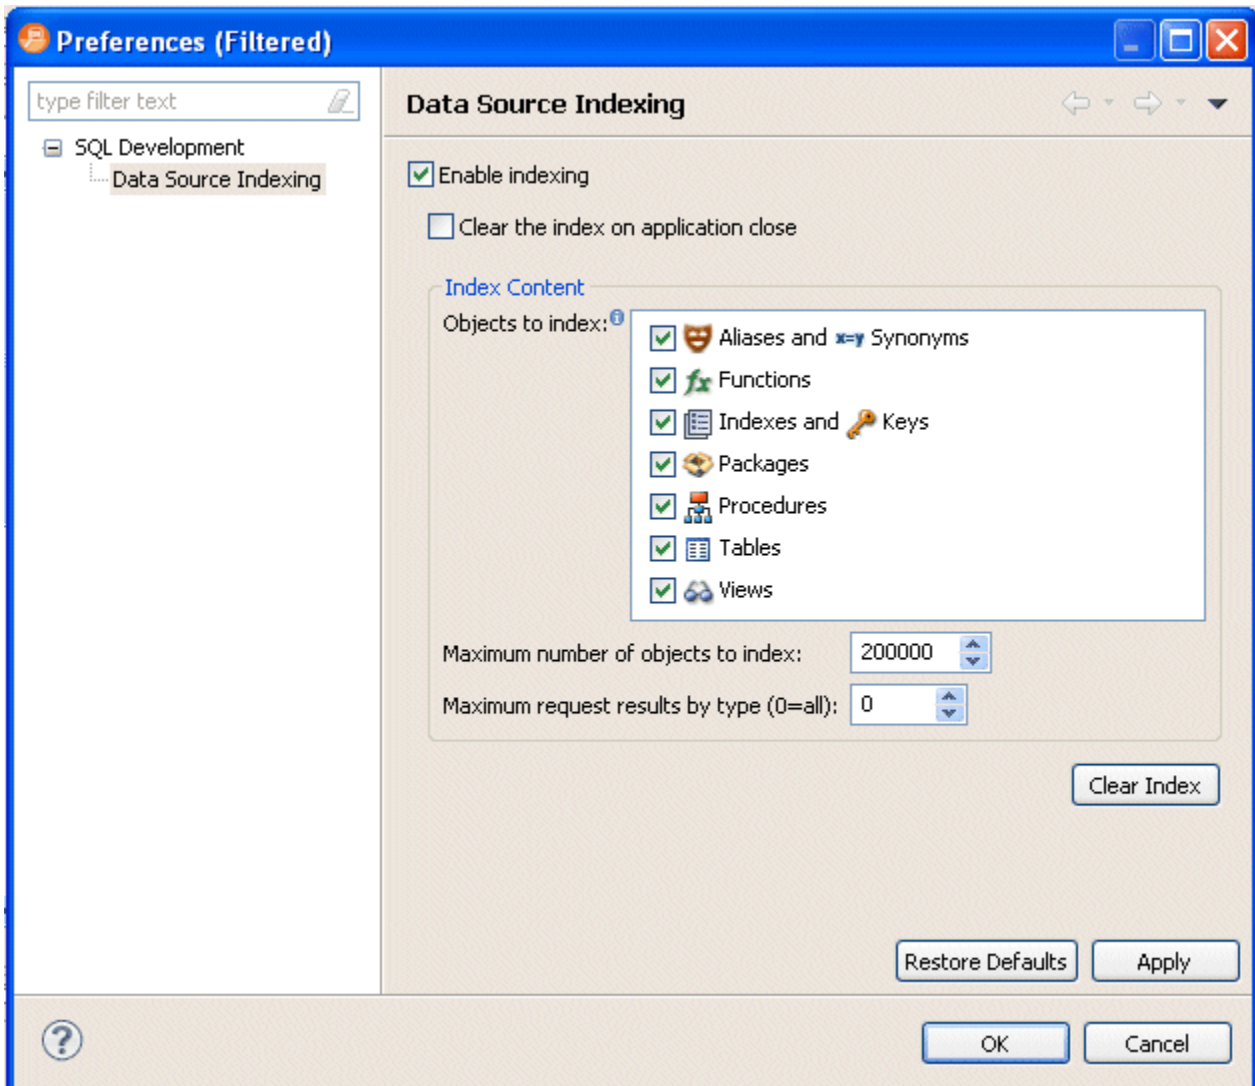 Preferences (Filtered)
type filter text
SQL Development
Data Source Indexing
Data Source Indexing
Enable indexing
Clear the index on application close
Index Content
Objects to index:
Aliases and x=y Synonyms
fx Functions
Indexes and Keys
Packages
Procedures
Tables
Views
Maximum number of objects to index: 200000
Maximum request results by type (0=all): 0
Clear Index
Restore Defaults Apply
? OK Cancel